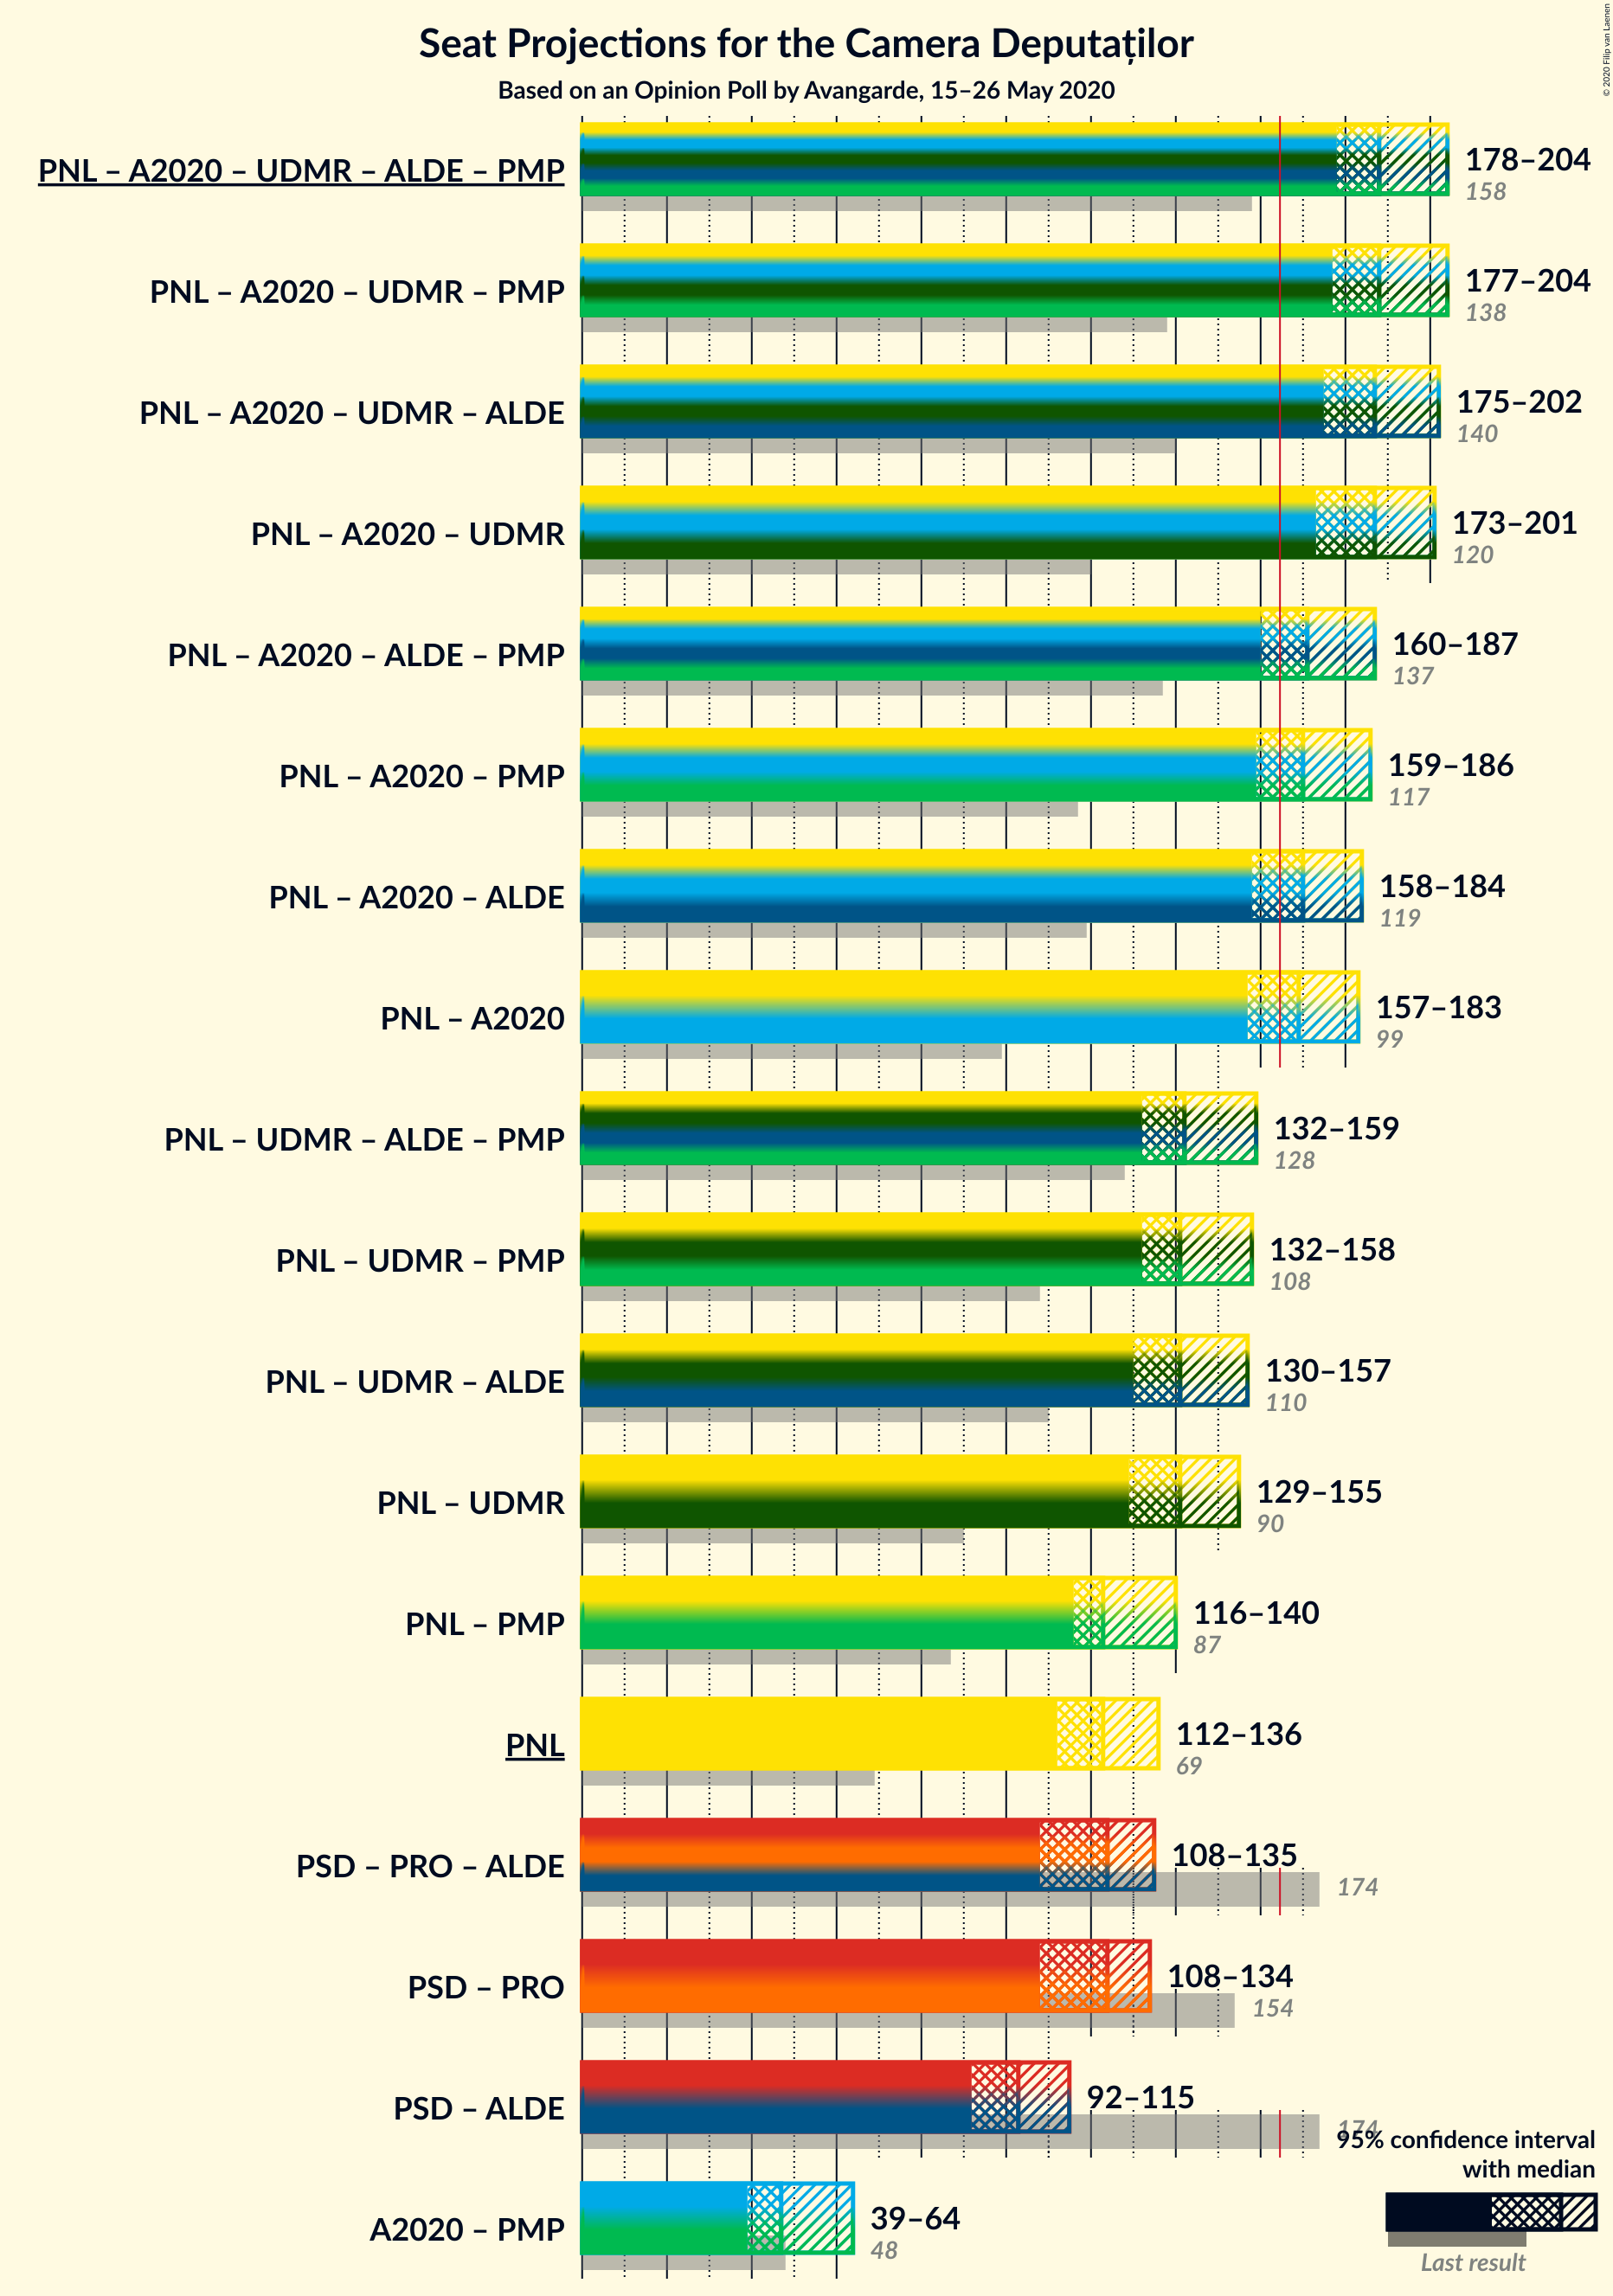 Seat Projections for the Camera Deputaților
Based on an Opinion Poll by Avangarde, 15–26 May 2020
© 2020 Filip van Laenen
PNL – A2020 – UDMR – ALDE – PMP
178–204
158
PNL – A2020 – UDMR – PMP
177–204
138
PNL – A2020 – UDMR – ALDE
175–202
140
PNL – A2020 – UDMR
173–201
120
PNL – A2020 – ALDE – PMP
160–187
137
PNL – A2020 – PMP
159–186
117
PNL – A2020 – ALDE
158–184
119
PNL – A2020
157–183
99
PNL – UDMR – ALDE – PMP
132–159
128
PNL – UDMR – PMP
132–158
108
PNL – UDMR – ALDE
130–157
110
PNL – UDMR
129–155
90
PNL – PMP
116–140
87
PNL
112–136
69
PSD – PRO – ALDE
108–135
174
PSD – PRO
108–134
154
PSD – ALDE
92–115
174
A2020 – PMP
39–64
48
95% confidence interval
with median
Last result